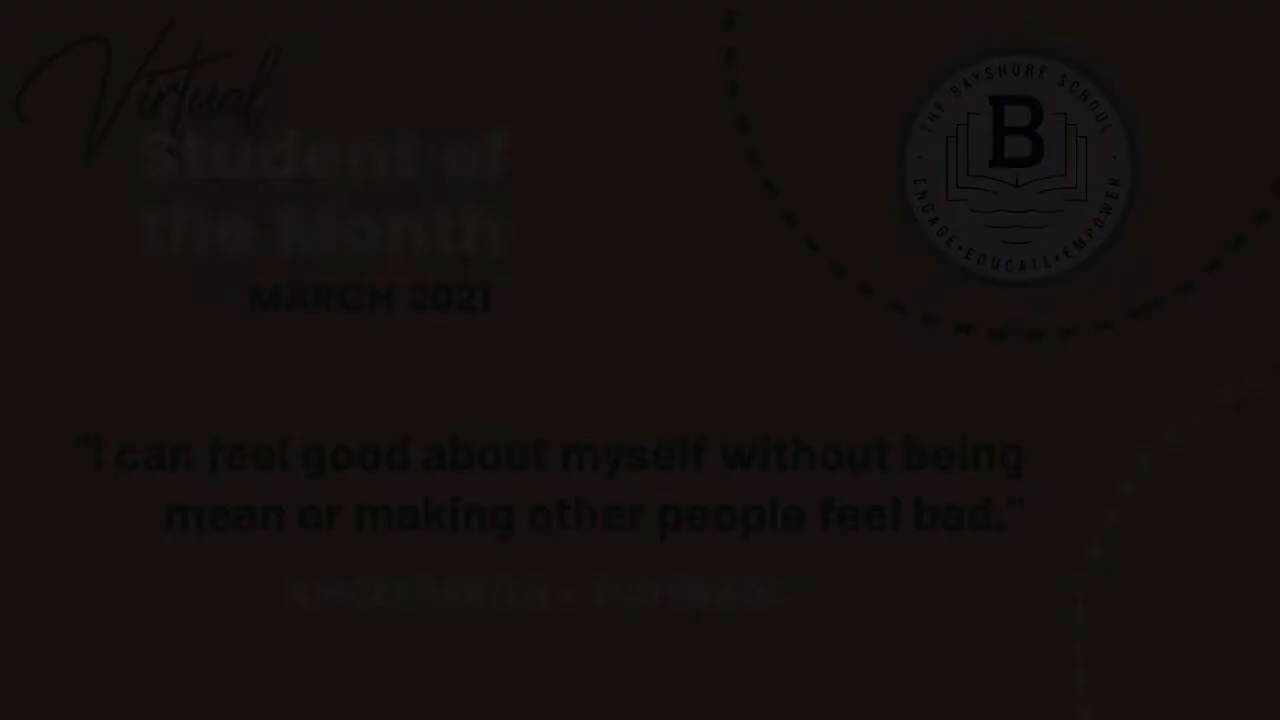 Virtual
Student of
the Month
MARCH 2021
THE BAYSHORE SCHOOL
B
ENGAGE•EDUCATE•EMPOWER
"I can feel good about myself without being
mean or making other people feel bad."